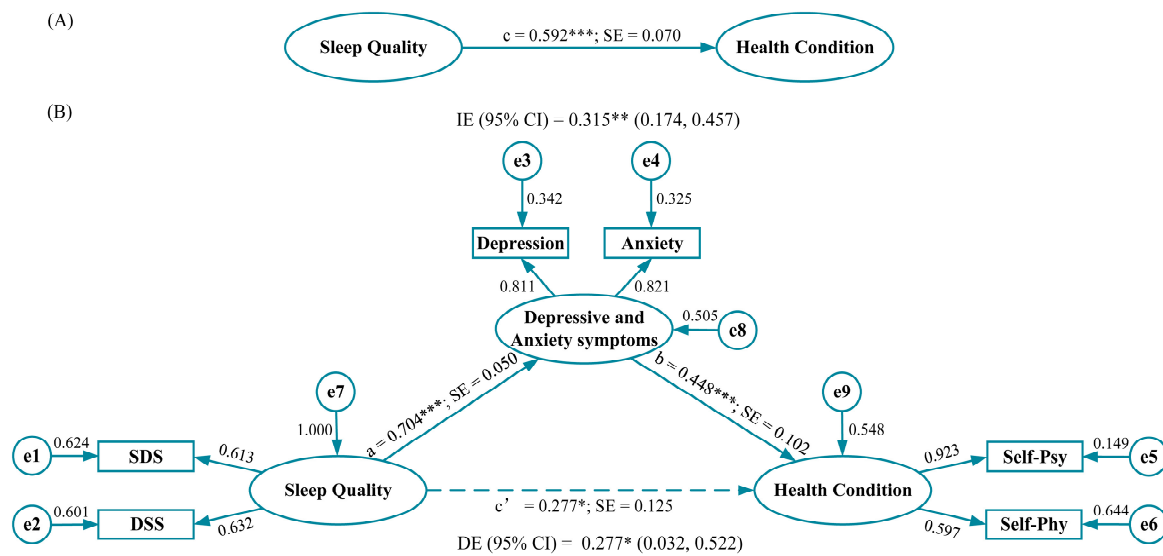 (A)
Sleep Quality
c = 0.592***; SE = 0.070
Health Condition
(B)
IE (95% CI) – 0.315** (0.174, 0.457)
e3
e4
0.342
0.325
Depression
Anxiety
0.811
0.821
Depressive and
Anxiety symptoms
0.505
c8
a = 0.704***; SE = 0.050
b = 0.448***; SE = 0.102
e7
e9
1.000
0.548
e1
0.624
SDS
0.613
Sleep Quality
e2
0.601
DSS
0.632
c’ = 0.277*; SE = 0.125
Health Condition
0.923
Self-Psy
0.149
c5
0.597
Self-Phy
0.644
e6
DE (95% CI) = 0.277* (0.032, 0.522)